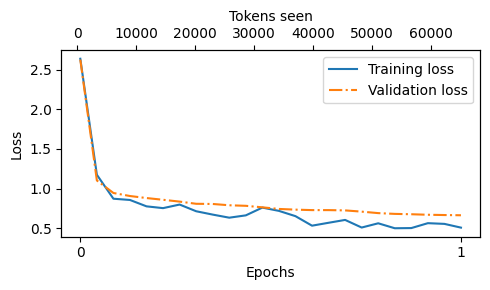 Tokens seen
0 10000 20000 30000 40000 50000 60000
Training loss
Validation loss
2.5
2.0
1.5
1.0
0.5
Loss
0 1
Epochs